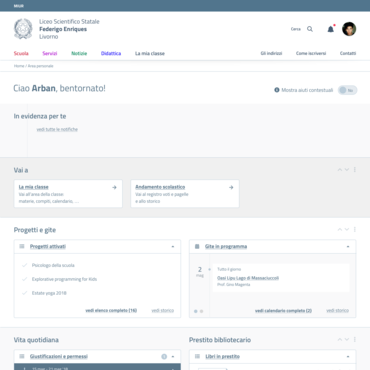 MIUR
Liceo Scientifico Statale
Federigo Enriques
Livorno
Cerca
Scuola
Servizi
Notizie
Didattica
La mia classe
Gli indirizzi
Come iscriversi
Contatti
Home / Area personale
Ciao Arban, bentornato!
Mostra aiuti contestuali
No
In evidenza per te
vedi tutte le notifiche
Vai a
La mia classe
Vai all'area della classe:
materie, compiti, calendario, ...
Andamento scolastico
Vai al registro voti e pagelle
e allo storico
Progetti e gite
Progetti attivati
Psicologo della scuola
Explorative programming for Kids
Estate yoga 2018
vedi elenco completo (16)
vedi storico
Gite in programma
2
mag
Tutto il giorno
Oasi Lipu Lago di Massaciuccoli
Prof. Gino Maganta
vedi calendario completo (2)
vedi storico
Vita quotidiana
Giustificazioni e permessi
Prestito bibliotecario
Libri in prestito